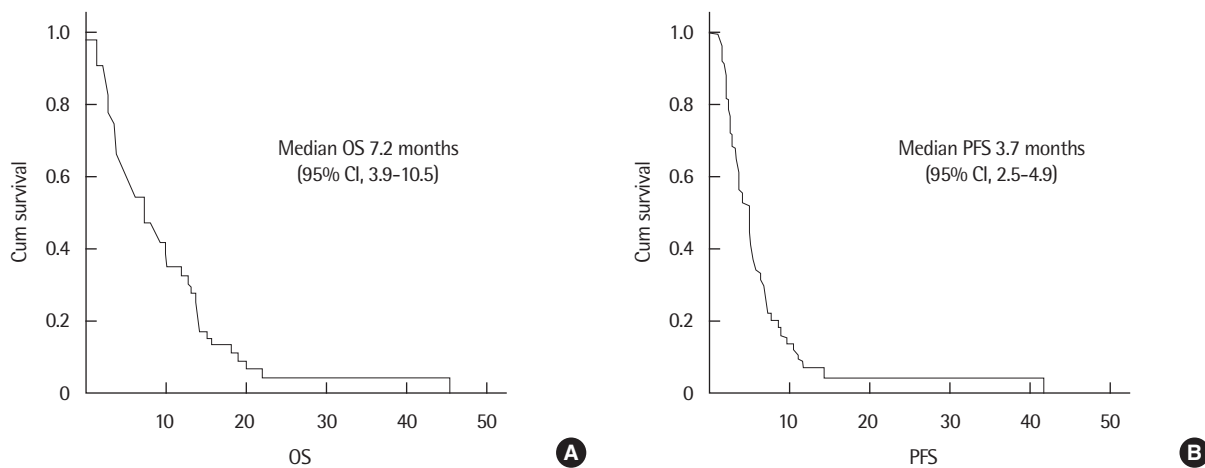 1.0
0.8
0.6
0.4
0.2
0
Cum survival
Median OS 7.2 months
(95% CI, 3.9-10.5)
10 20 30 40 50
OS
A
1.0
0.8
0.6
0.4
0.2
0
Cum survival
Median PFS 3.7 months
(95% CI, 2.5-4.9)
10 20 30 40 50
PFS
B